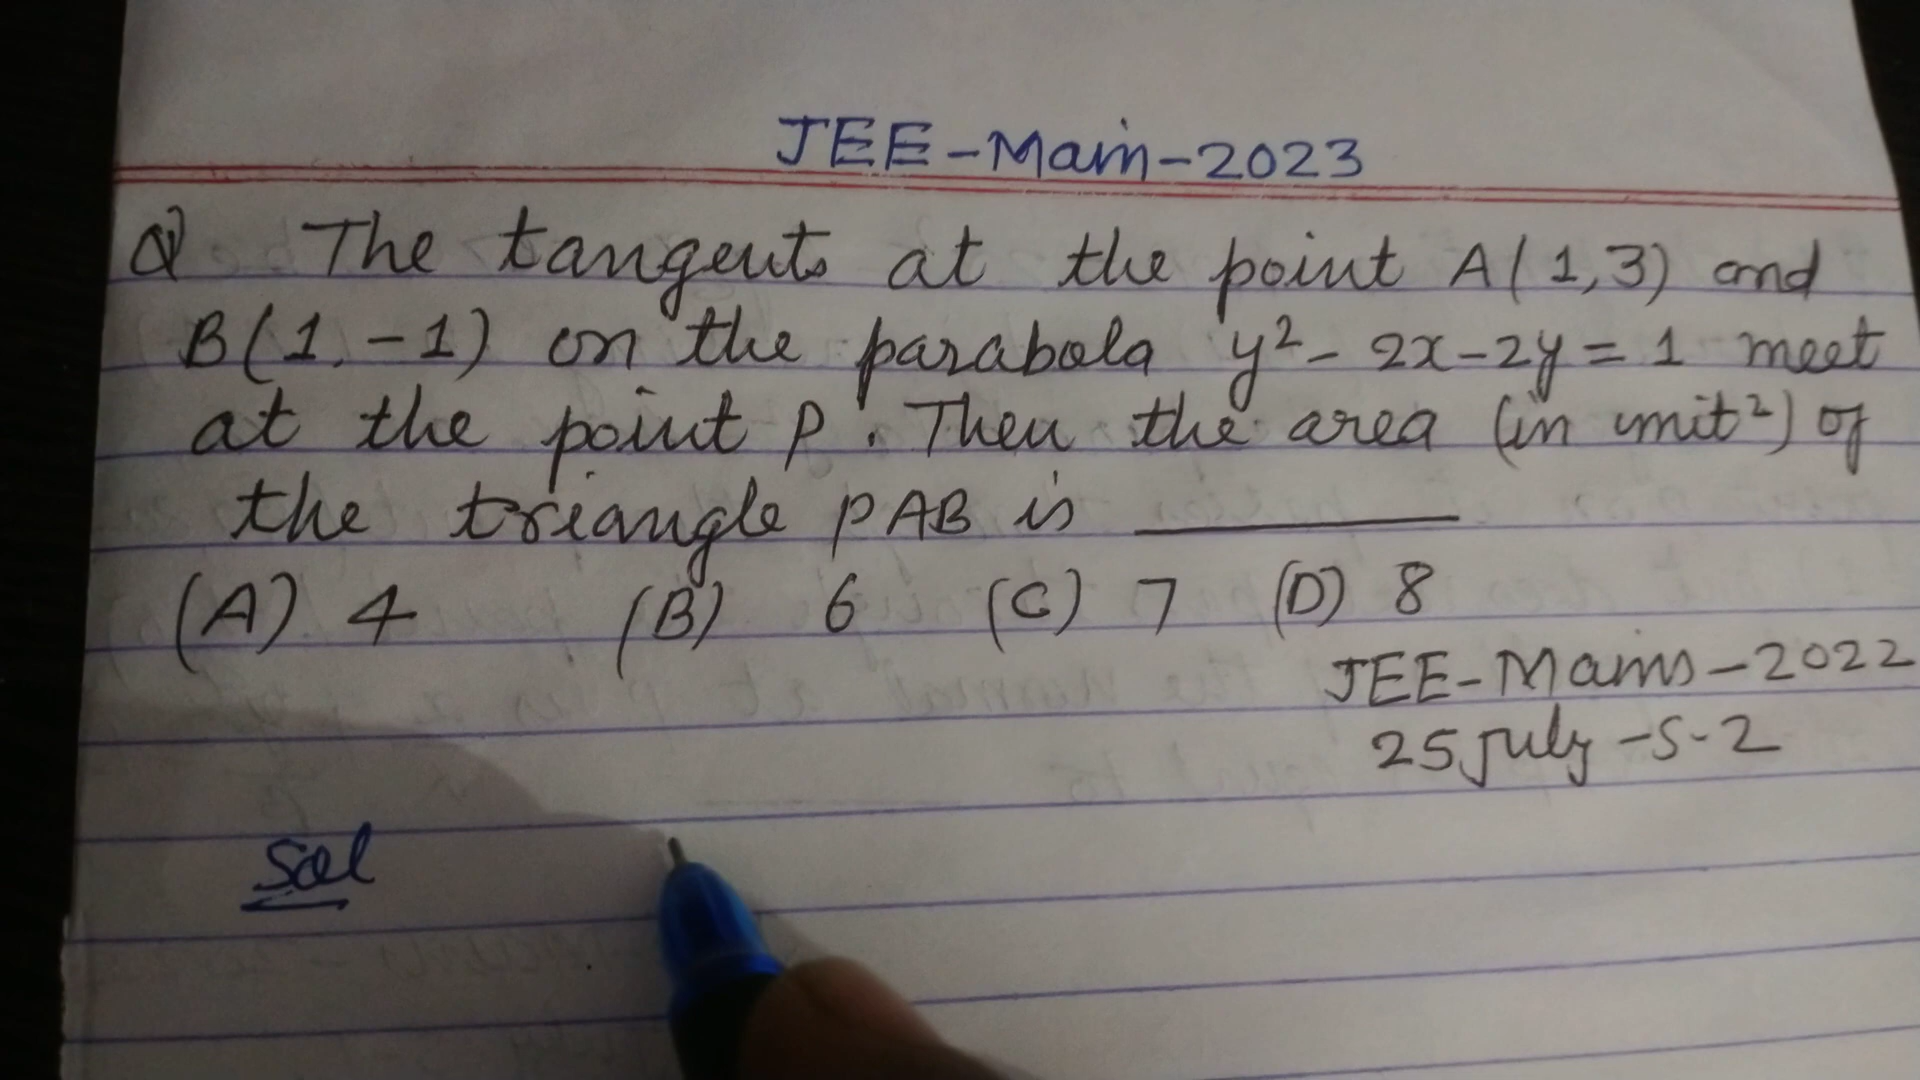 JEE-Main-2023
Q The tangents at the point A(1,3) and
B(1,-1) on the parabola y²-2x-2y=1 meet
at the point P. Then the area (in unit²) of
the triangle PAB is ________
(A) 4 (B) 6 (C) 7 (D) 8
JEE-Mains-2022
25 July-S-2
Sol